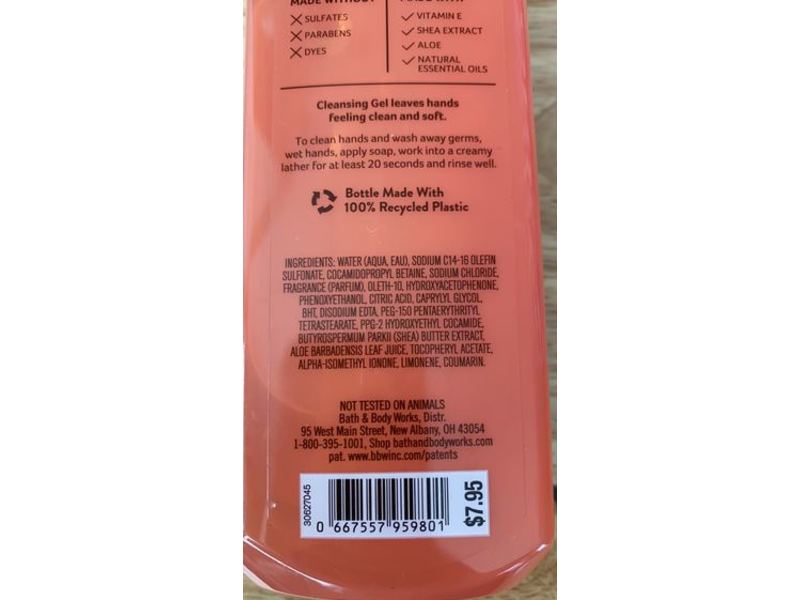 MADE WITHOUT
SULFATES
PARABENS
DYES
MADE WITH
VITAMIN E
SHEA EXTRACT
ALOE
NATURAL
ESSENTIAL OILS
Cleansing Gel leaves hands
feeling clean and soft.
To clean hands and wash away germs,
wet hands, apply soap, work into a creamy
lather for at least 20 seconds and rinse well.
Bottle Made With
100% Recycled Plastic
INGREDIENTS: WATER (AQUA, EAU), SODIUM C14-16 OLEFIN
SULFONATE, COCAMIDOPROPYL BETAINE, SODIUM CHLORIDE,
FRAGRANCE (PARFUM), OLETH-10, HYDROXYACETOPHENONE,
PHENOXYETHANOL, CITRIC ACID, CAPRYLYL GLYCOL,
BHT, DISODIUM EDTA, PEG-150 PENTAERYTHRITYL
TETRASTEARATE, PPG-2 HYDROXYETHYL COCAMIDE,
BUTYROSPERMUM PARKII (SHEA) BUTTER EXTRACT,
ALOE BARBADENSIS LEAF JUICE, TOCOPHERYL ACETATE,
ALPHA-ISOMETHYL IONONE, LIMONENE, COUMARIN.
NOT TESTED ON ANIMALS
Bath & Body Works, Distr.
95 West Main Street, New Albany, OH 43054
1-800-395-1001, Shop bathandbodyworks.com
pat. www.bbwinc.com/patents
30627045
0 667557 959801
$7.95